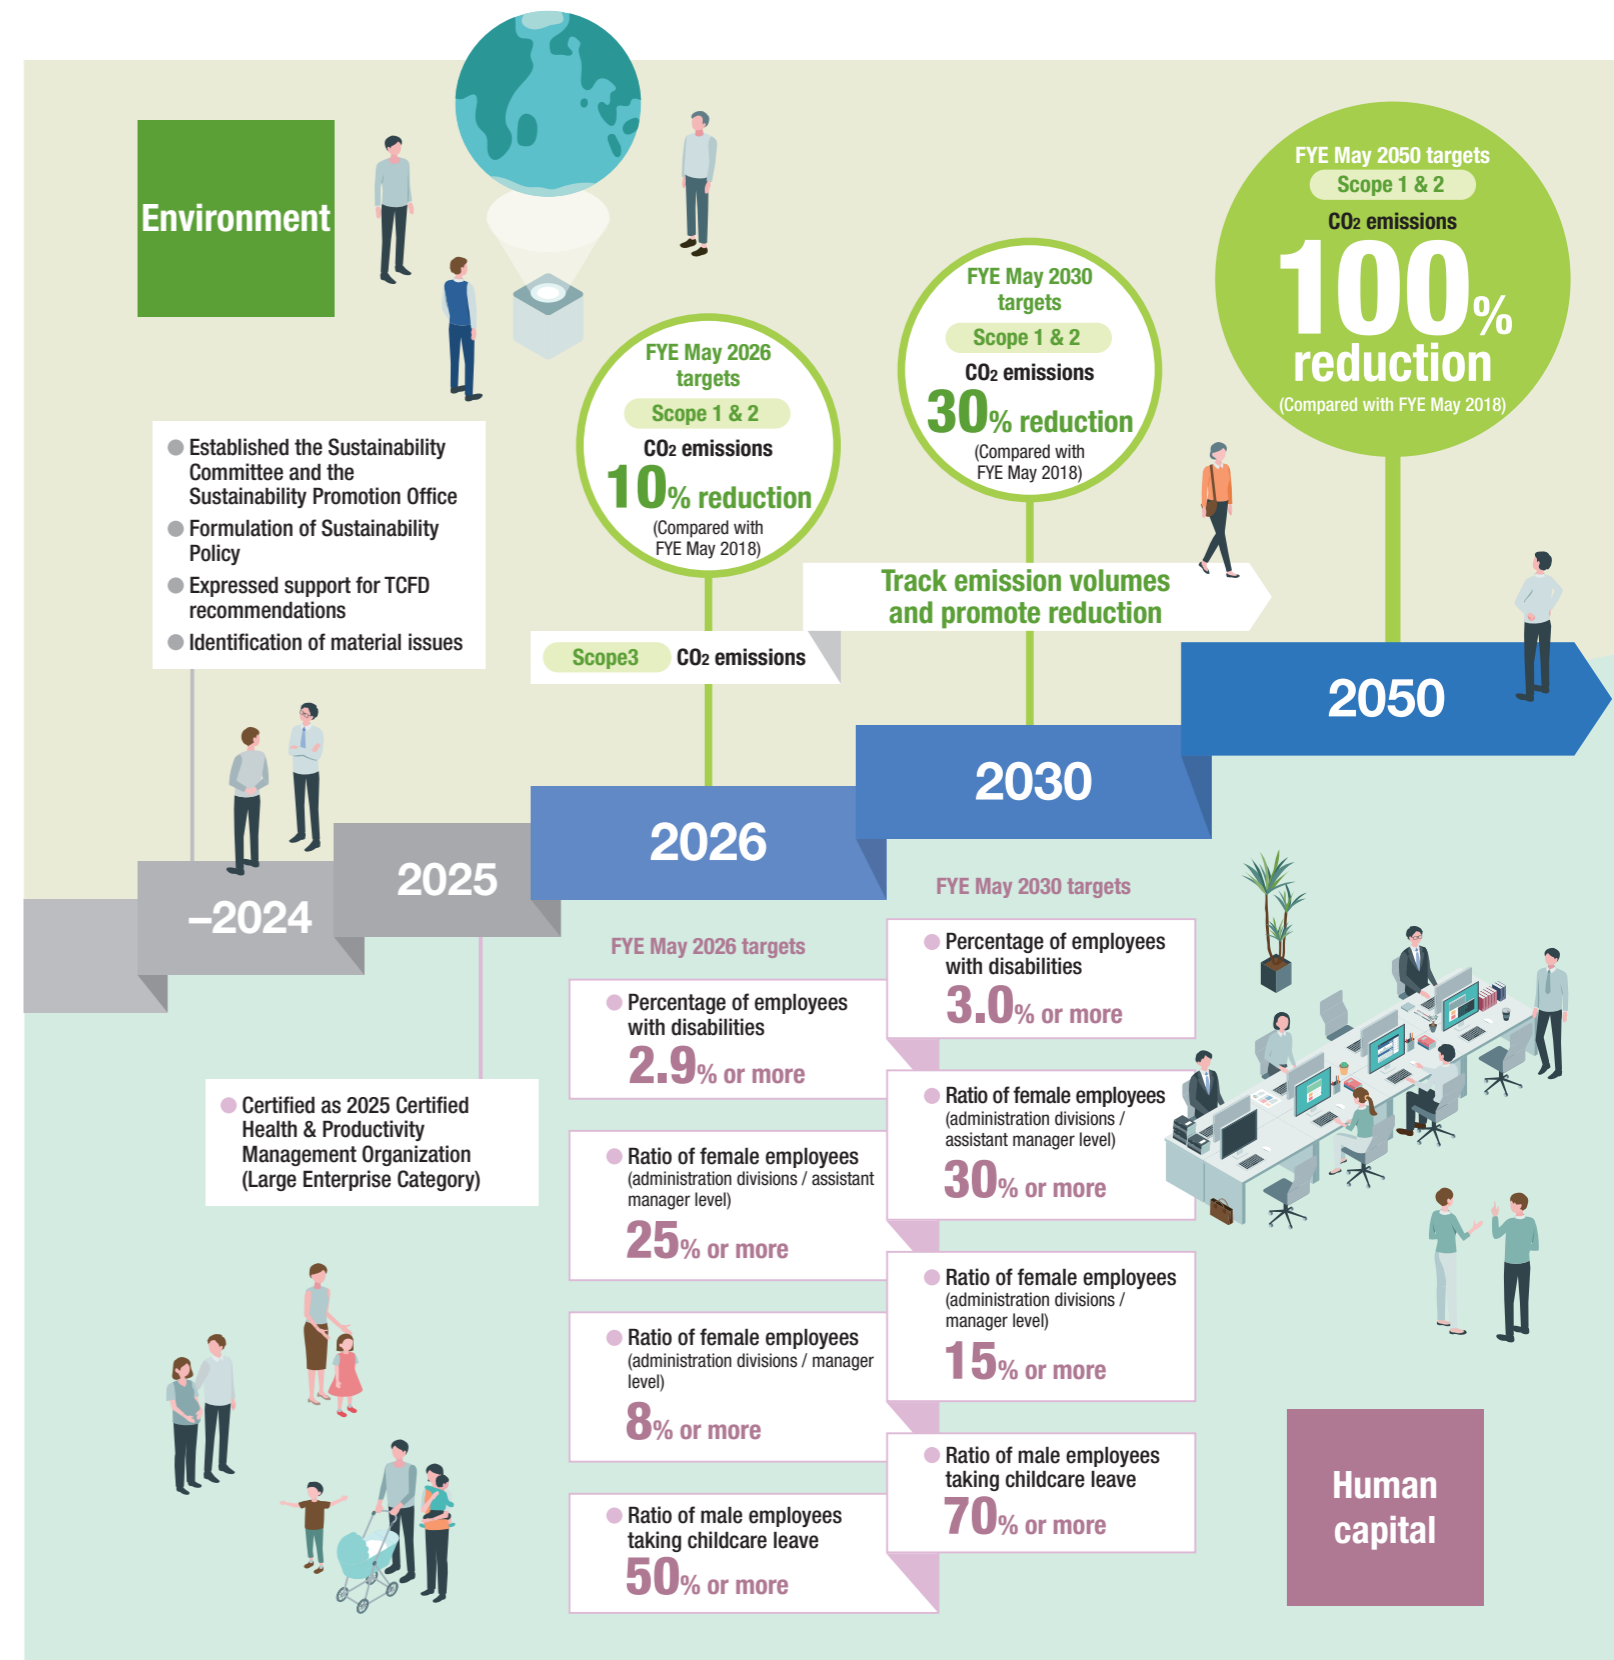 Environment
FYE May 2050 targets
Scope 1 & 2
CO2 emissions
100%
reduction
(Compared with FYE May 2018)
FYE May 2030
targets
Scope 1 & 2
CO2 emissions
30% reduction
(Compared with
FYE May 2018)
FYE May 2026
targets
Scope 1 & 2
CO2 emissions
10% reduction
(Compared with
FYE May 2018)
Established the Sustainability
Committee and the
Sustainability Promotion Office
Formulation of Sustainability
Policy
Expressed support for TCFD
recommendations
Identification of material issues
Track emission volumes
and promote reduction
Scope3 CO2 emissions
–2024
2025
2026
2030
2050
Certified as 2025 Certified
Health & Productivity
Management Organization
(Large Enterprise Category)
FYE May 2026 targets
Percentage of employees
with disabilities
2.9% or more
Ratio of female employees
(administration divisions / assistant
manager level)
25% or more
Ratio of female employees
(administration divisions / manager
level)
8% or more
Ratio of male employees
taking childcare leave
50% or more
FYE May 2030 targets
Percentage of employees
with disabilities
3.0% or more
Ratio of female employees
(administration divisions /
assistant manager level)
30% or more
Ratio of female employees
(administration divisions /
manager level)
15% or more
Ratio of male employees
taking childcare leave
70% or more
Human
capital